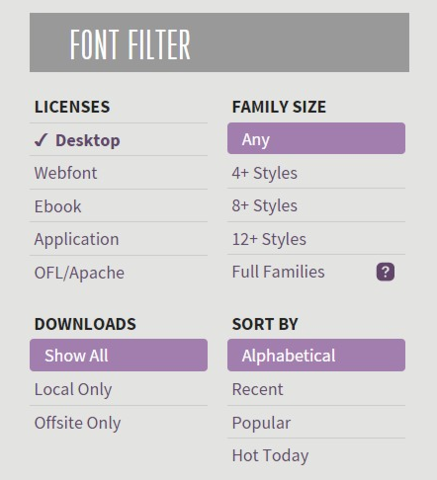 FONT FILTER
LICENSES
✓ Desktop
Webfont
Ebook
Application
OFL/Apache
FAMILY SIZE
Any
4+ Styles
8+ Styles
12+ Styles
Full Families ?
DOWNLOADS
Show All
Local Only
Offsite Only
SORT BY
Alphabetical
Recent
Popular
Hot Today